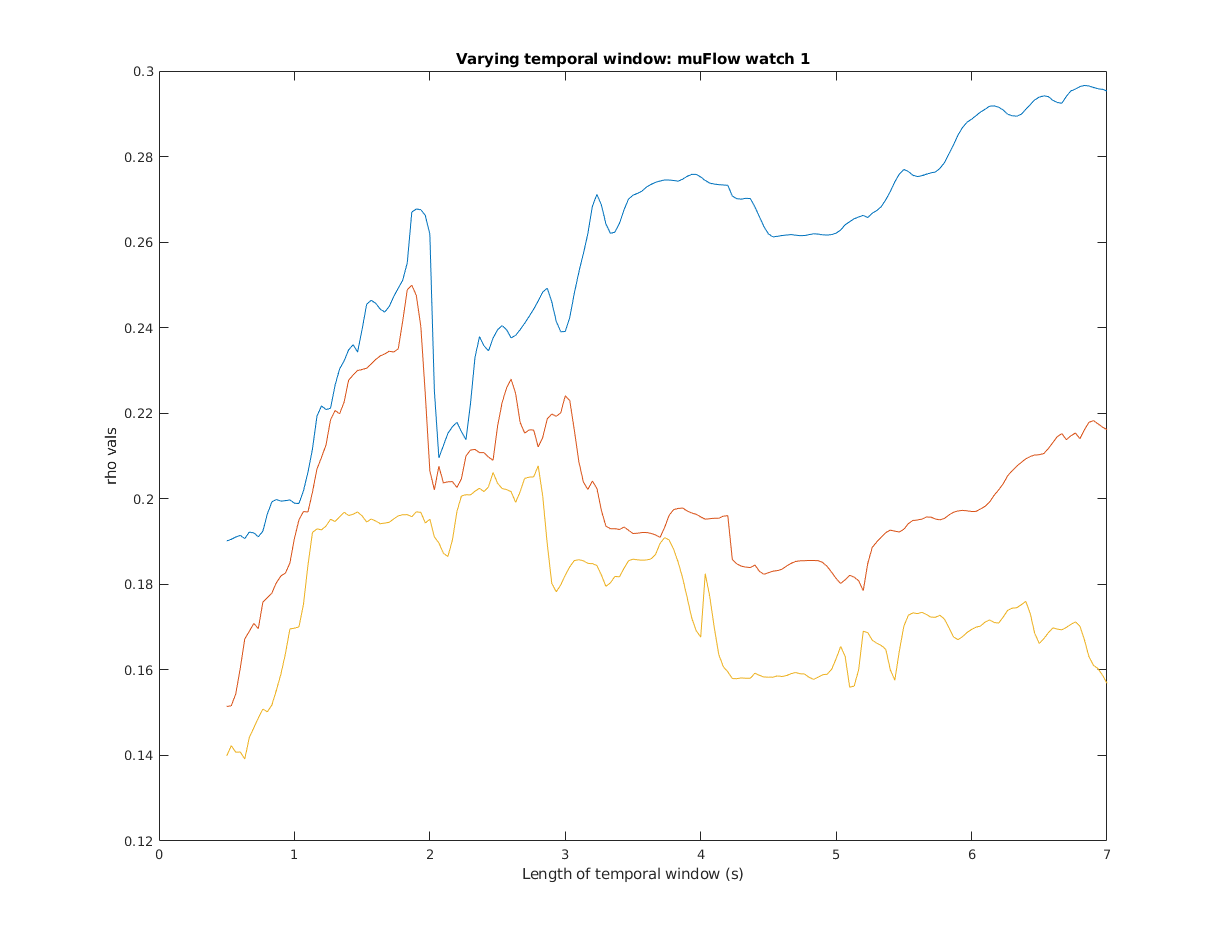 Varying temporal window: muFlow watch 1
0.3
0.28
0.26
0.24
0.22
0.2
0.18
0.16
0.14
0.12
rho vals
0 1 2 3 4 5 6 7
Length of temporal window (s)